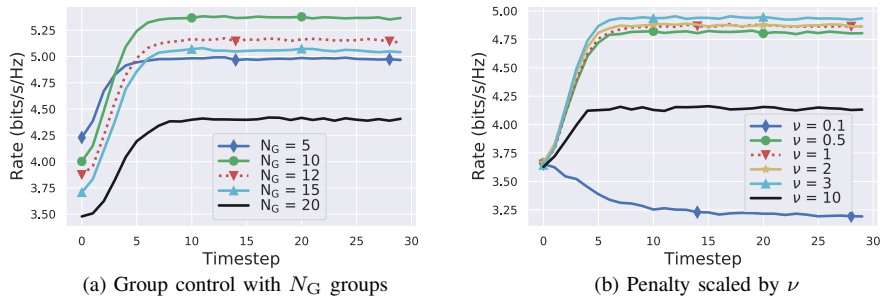 Rate (bits/s/Hz)
5.25
5.00
4.75
4.50
4.25
4.00
3.75
3.50
0 5 10 15 20 25 30
Timestep
N_G = 5
N_G = 10
N_G = 12
N_G = 15
N_G = 20
(a) Group control with N_G groups
Rate (bits/s/Hz)
5.00
4.75
4.50
4.25
4.00
3.75
3.50
3.25
0 5 10 15 20 25 30
Timestep
ν = 0.1
ν = 0.5
ν = 1
ν = 2
ν = 3
ν = 10
(b) Penalty scaled by ν